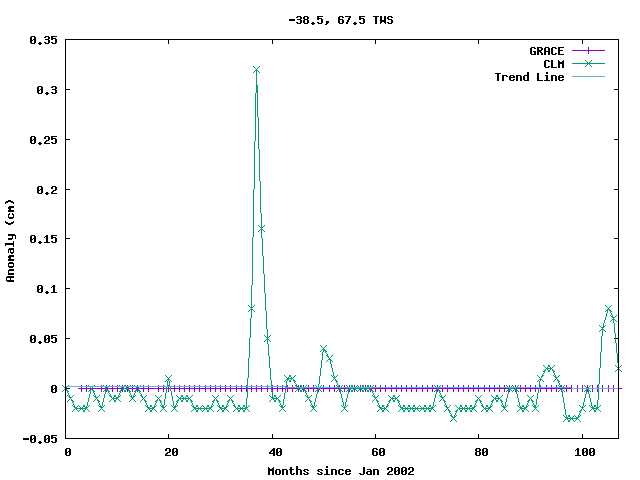 -38.5, 67.5 TWS
GRACE
CLM
Trend Line
0.35
0.3
0.25
0.2
0.15
0.1
0.05
0
-0.05
Anomaly (cm)
0 20 40 60 80 100
Months since Jan 2002